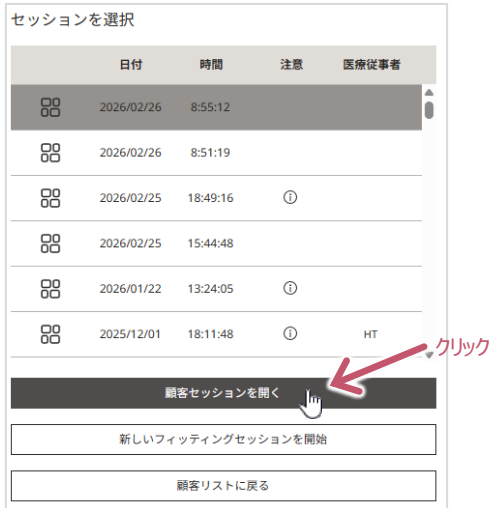 セッションを選択
日付 時間 注意 医療従事者
2026/02/26 8:55:12
2026/02/26 8:51:19
2026/02/25 18:49:16
2026/02/25 15:44:48
2026/01/22 13:24:05
2025/12/01 18:11:48 HT
クリック
顧客セッションを開く
新しいフィッティングセッションを開始
顧客リストに戻る